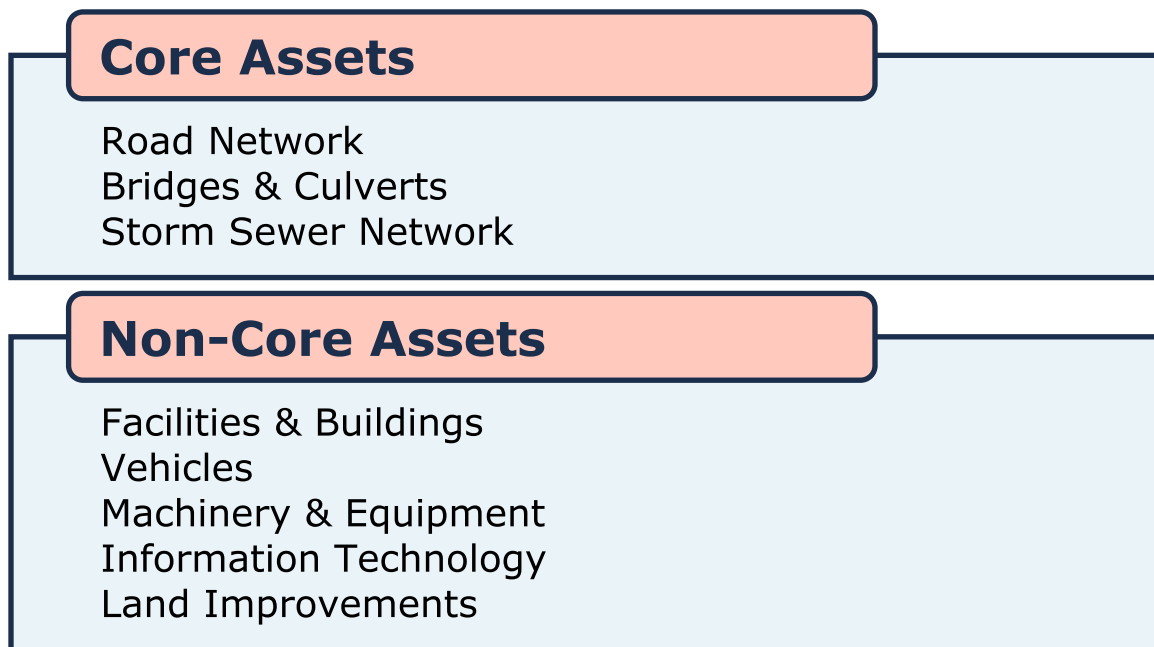 Core Assets
Road Network
Bridges & Culverts
Storm Sewer Network
Non-Core Assets
Facilities & Buildings
Vehicles
Machinery & Equipment
Information Technology
Land Improvements